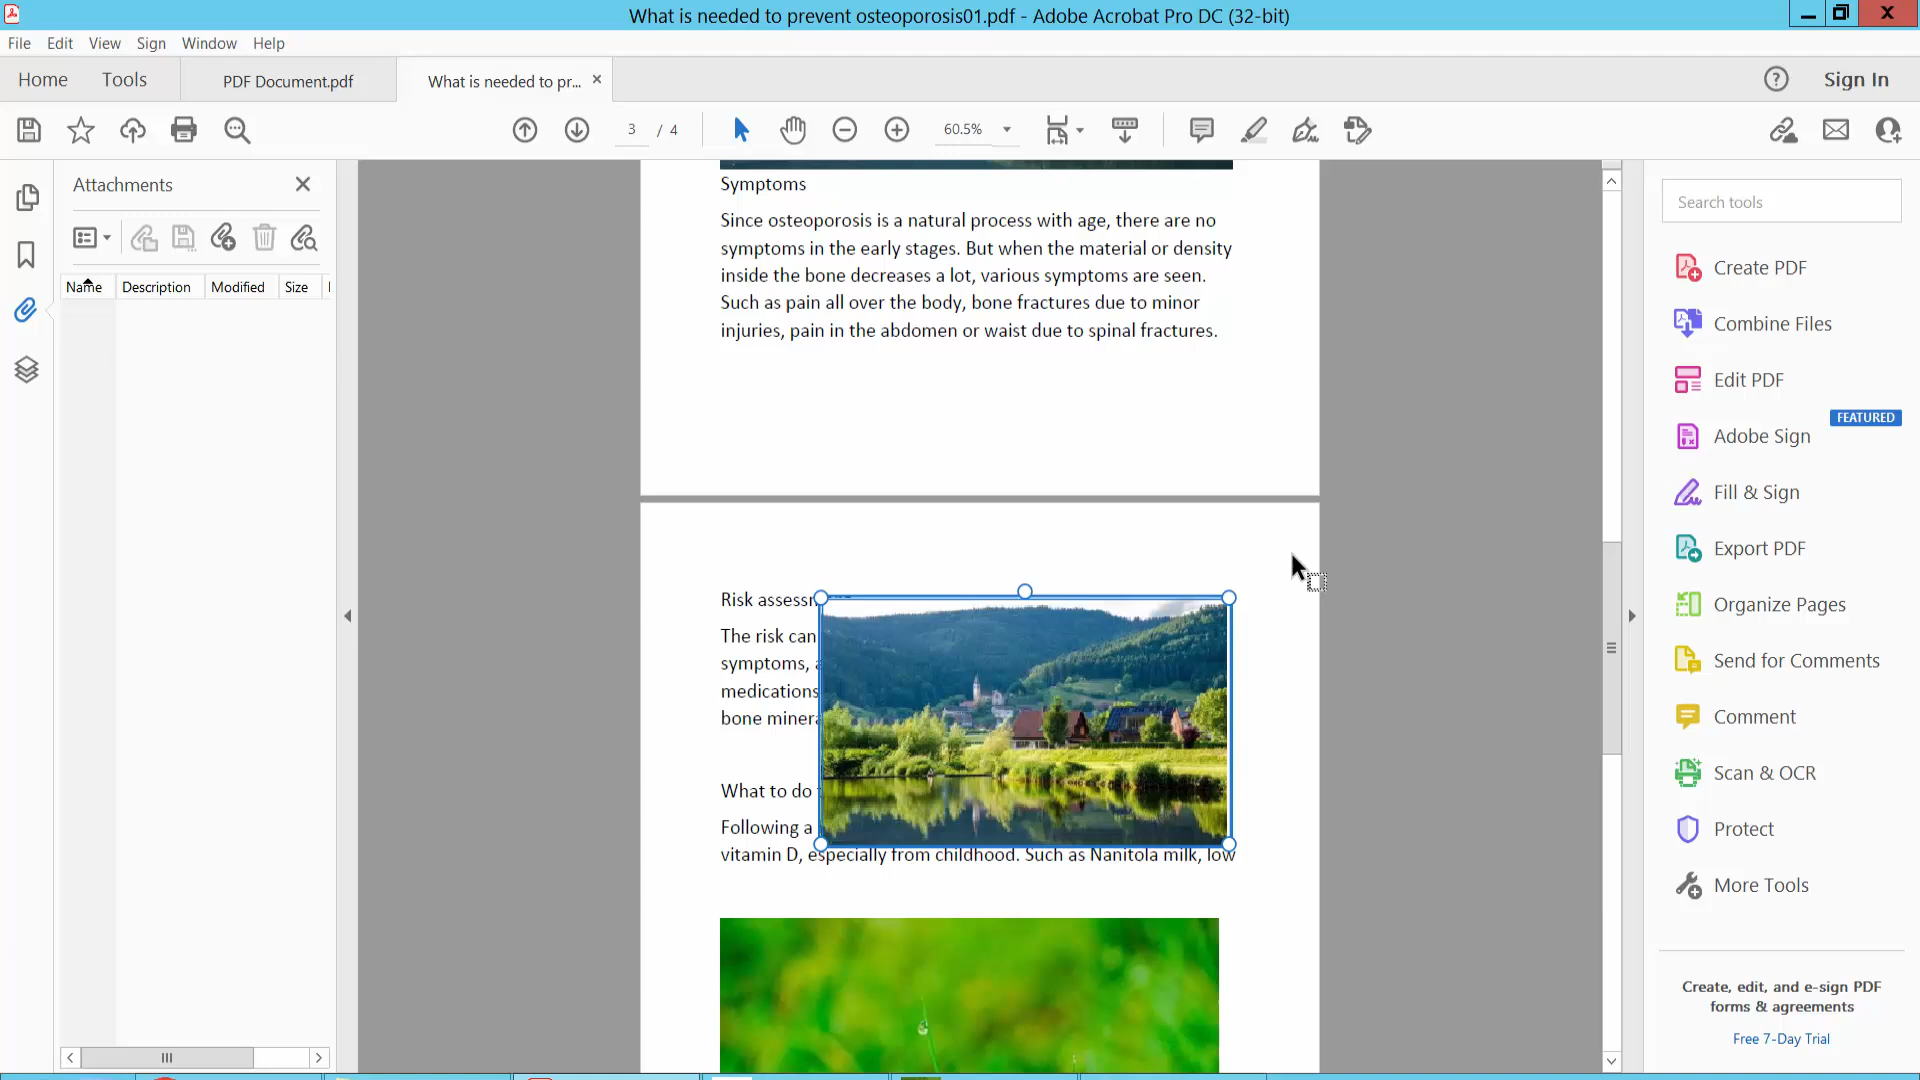 What is needed to prevent osteoporosis01.pdf - Adobe Acrobat Pro DC (32-bit)
File Edit View Sign Window Help
Home Tools PDF Document.pdf What is needed to pr... Sign In
3 / 4 60.5%
Attachments
Name Description Modified Size
Symptoms
Since osteoporosis is a natural process with age, there are no
symptoms in the early stages. But when the material or density
inside the bone decreases a lot, various symptoms are seen.
Such as pain all over the body, bone fractures due to minor
injuries, pain in the abdomen or waist due to spinal fractures.
Risk assessm
The risk can
symptoms, a
medications
bone minera
What to do
Following a
vitamin D, especially from childhood. Such as Nanitola milk, low
Search tools
Create PDF
Combine Files
Edit PDF
FEATURED
Adobe Sign
Fill & Sign
Export PDF
Organize Pages
Send for Comments
Comment
Scan & OCR
Protect
More Tools
Create, edit, and e-sign PDF
forms & agreements
Free 7-Day Trial